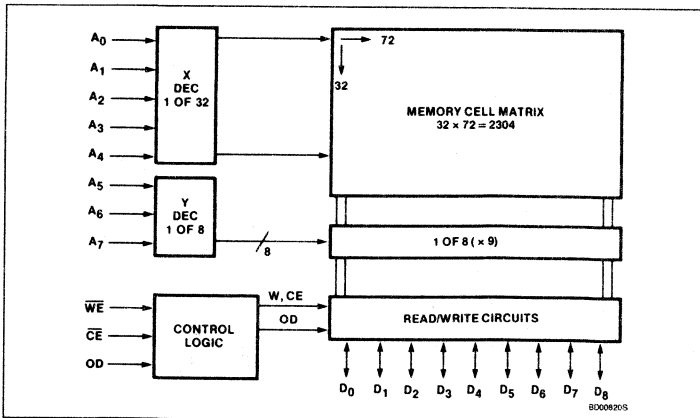 A0
A1
A2
A3
A4
X
DEC
1 OF 32
72
32
MEMORY CELL MATRIX
32 × 72 = 2304
A5
A6
A7
Y
DEC
1 OF 8
8
1 OF 8 (× 9)
WE
CE
OD
CONTROL
LOGIC
W, CE
OD
READ/WRITE CIRCUITS
D0 D1 D2 D3 D4 D5 D6 D7 D8
BD00820S